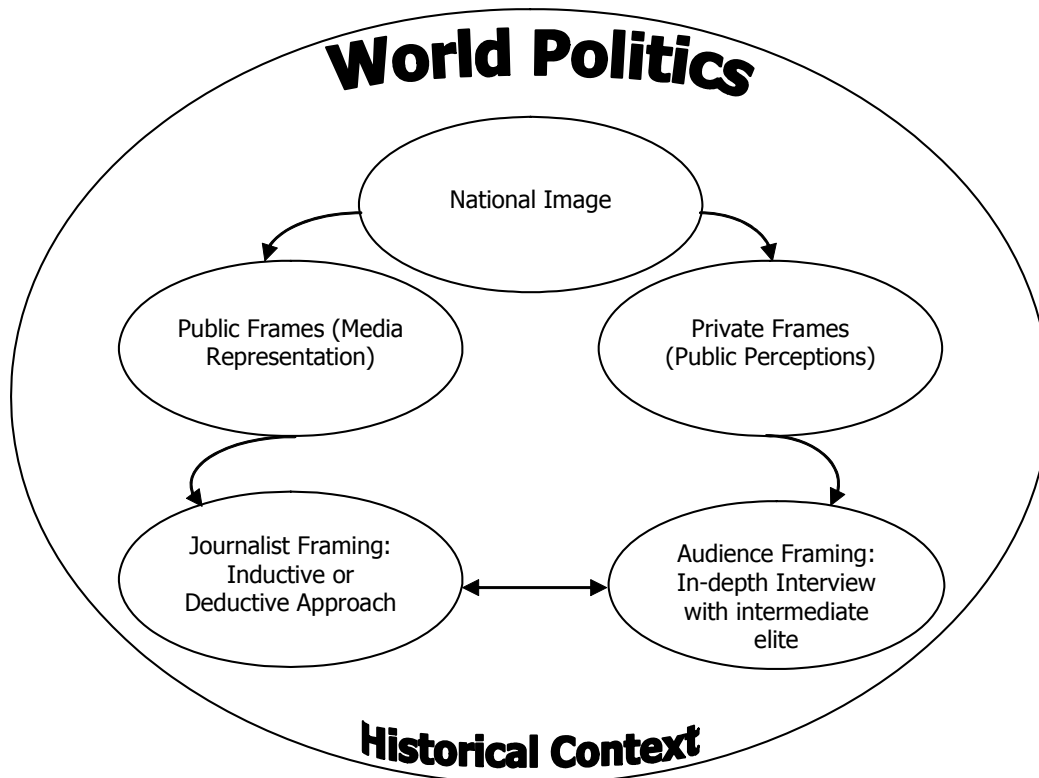 World Politics
National Image
Public Frames (Media
Representation)
Private Frames
(Public Perceptions)
Journalist Framing:
Inductive or
Deductive Approach
Audience Framing:
In-depth Interview
with intermediate
elite
Historical Context